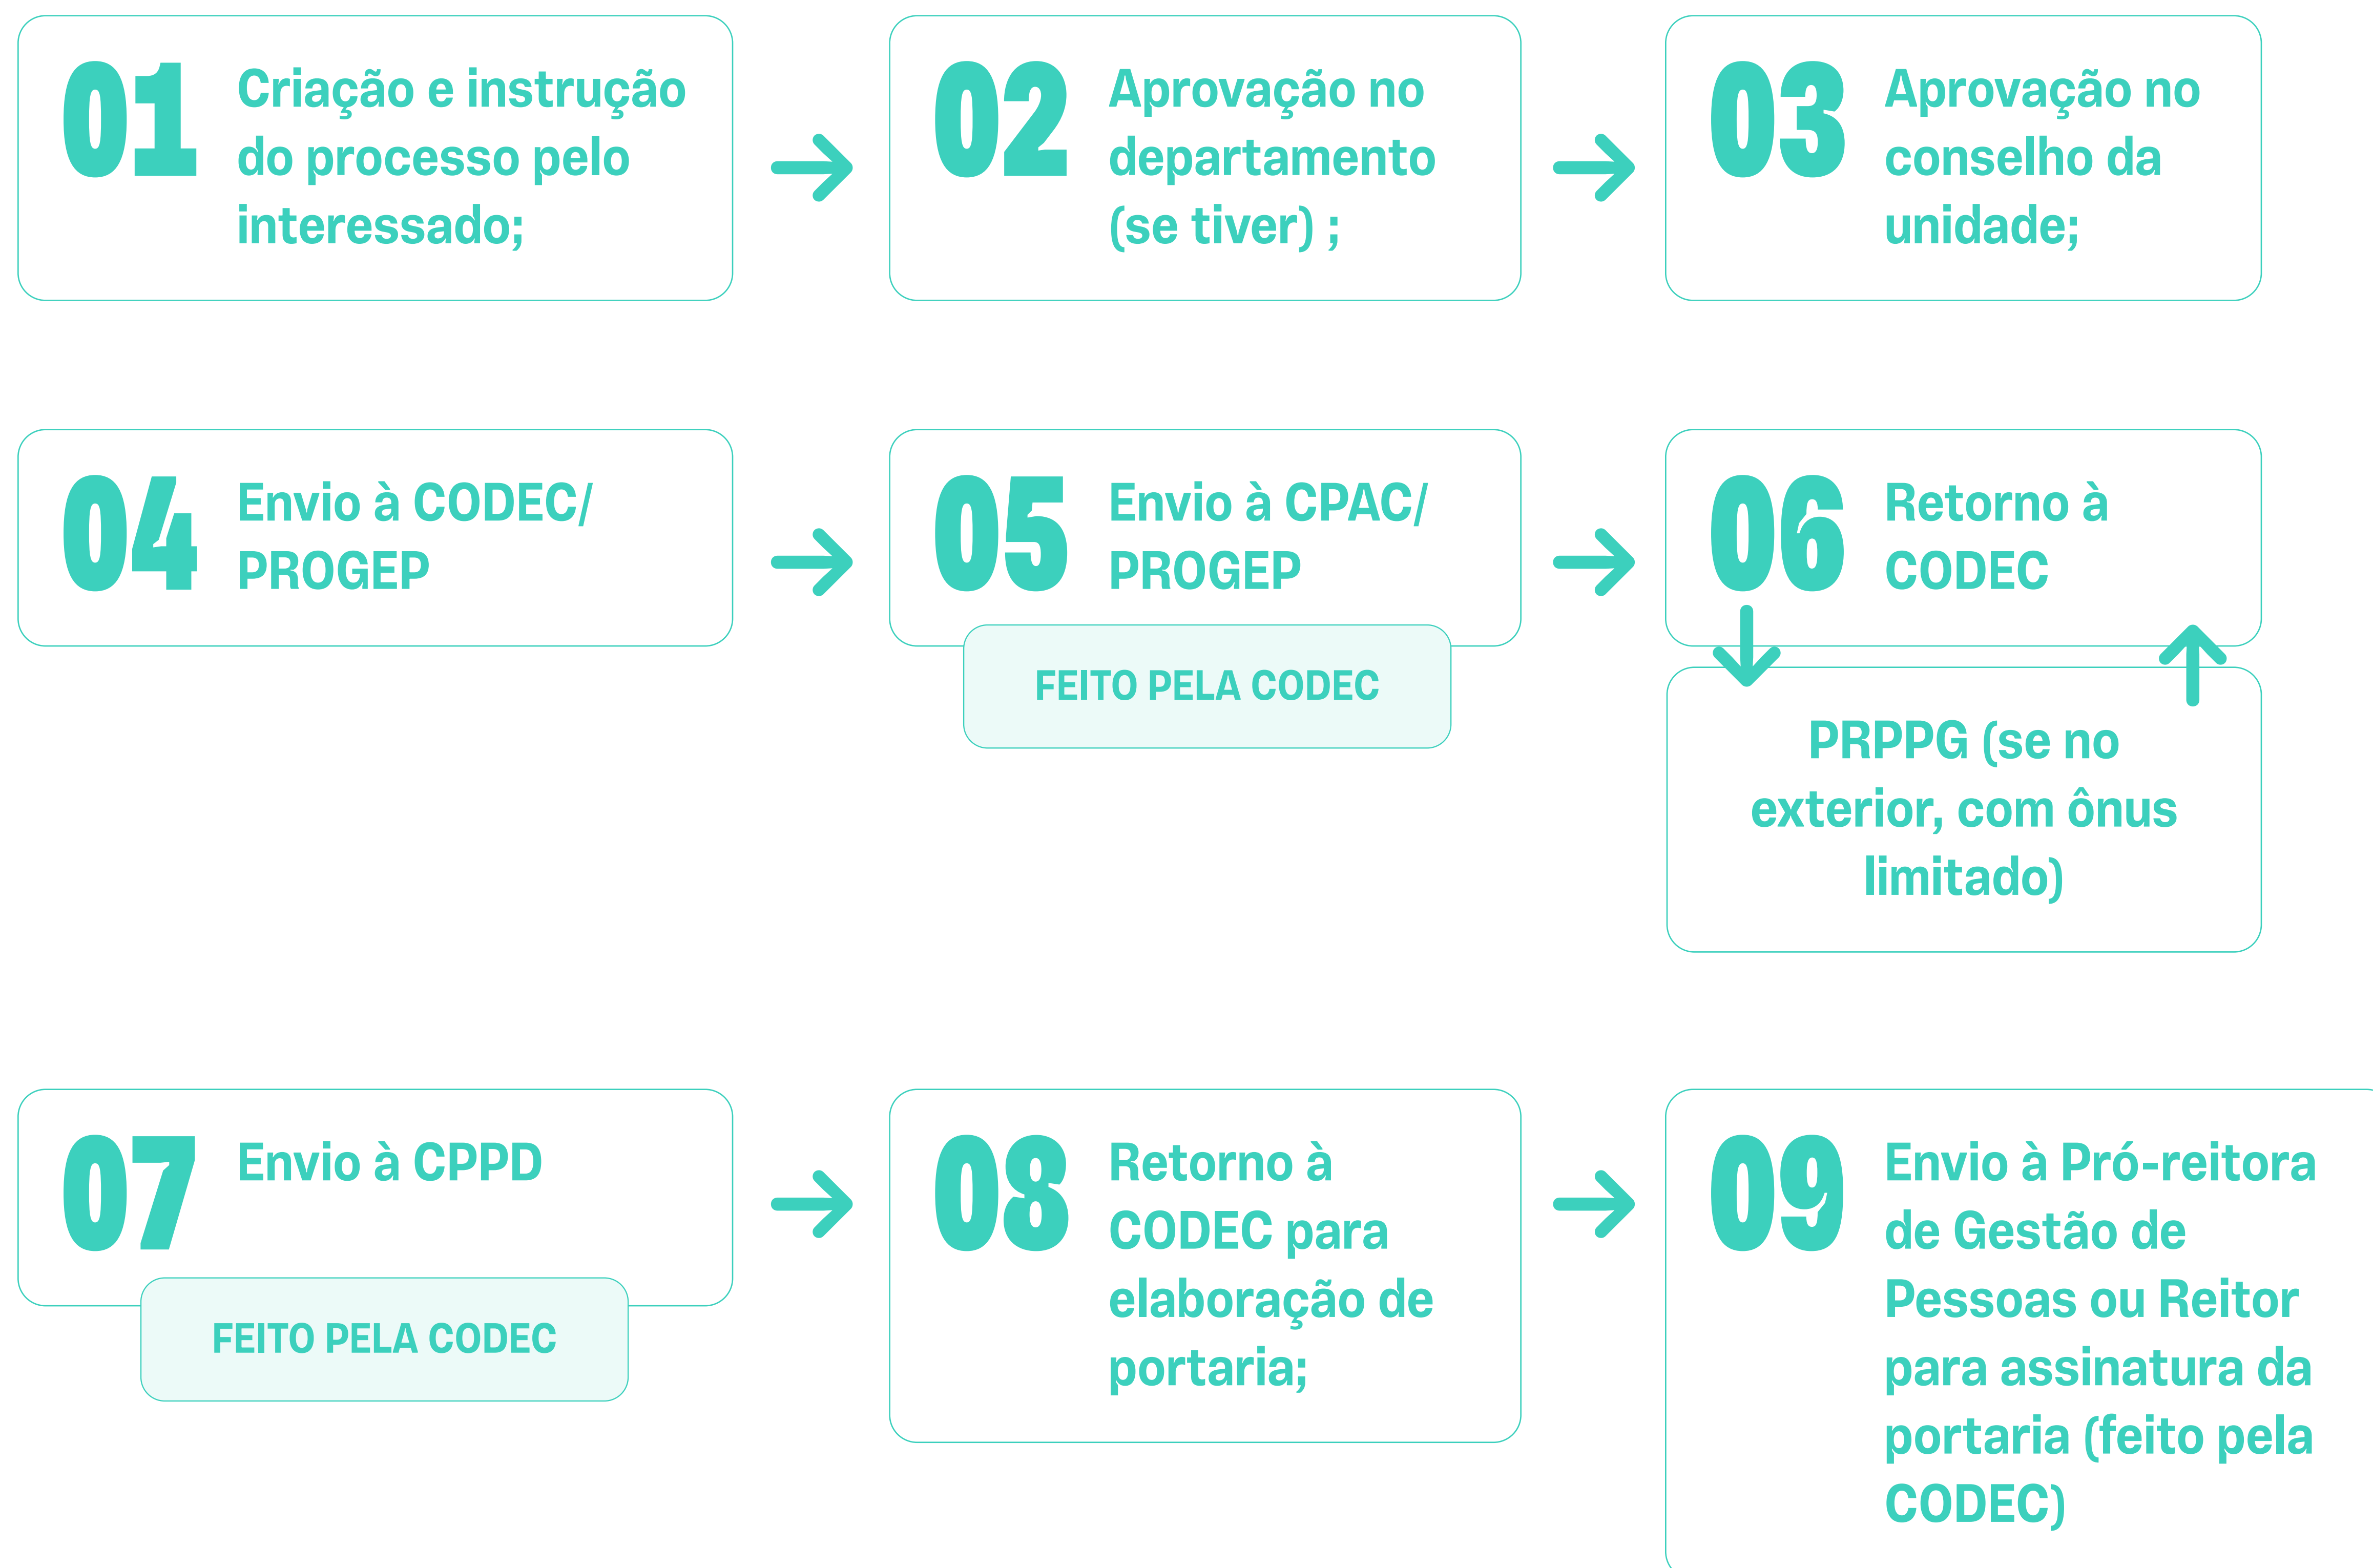 01 Criação e instrução
do processo pelo
interessado;
02 Aprovação no
departamento
(se tiver) ;
03 Aprovação no
conselho da
unidade;
04 Envio à CODEC/
PROGEP
05 Envio à CPAC/
PROGEP
FEITO PELA CODEC
06 Retorno à
CODEC
PRPPG (se no
exterior, com ônus
limitado)
07 Envio à CPPD
FEITO PELA CODEC
08 Retorno à
CODEC para
elaboração de
portaria;
09 Envio à Pró-reitora
de Gestão de
Pessoas ou Reitor
para assinatura da
portaria (feito pela
CODEC)